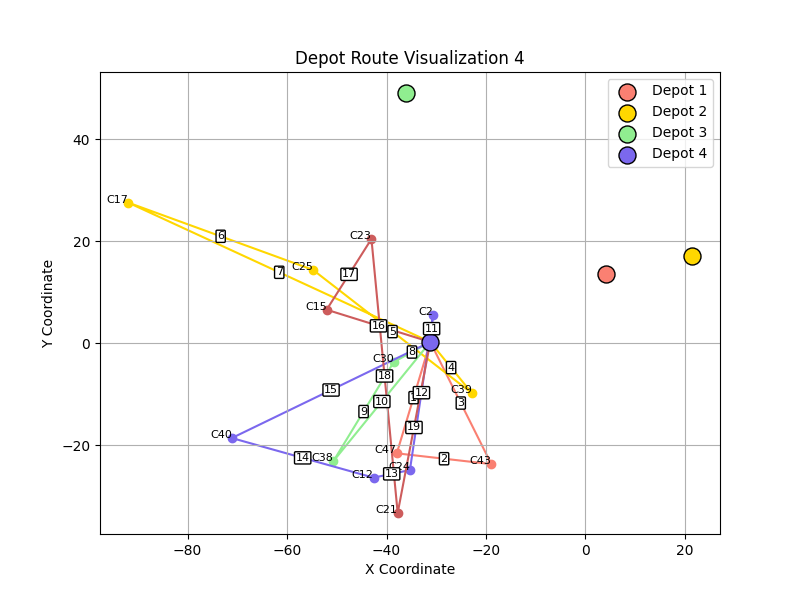 Depot Route Visualization 4
Depot 1
Depot 2
Depot 3
Depot 4
Y Coordinate
40
20
0
−20
C17
C23
6
C25
7
17
C15
C2
16
5
11
8
C30
4
18
15
C39
1
12
10
3
9
19
C40
C47
14
C38
2
C43
C24
C12
13
C21
−80
−60
−40
−20
0
20
X Coordinate